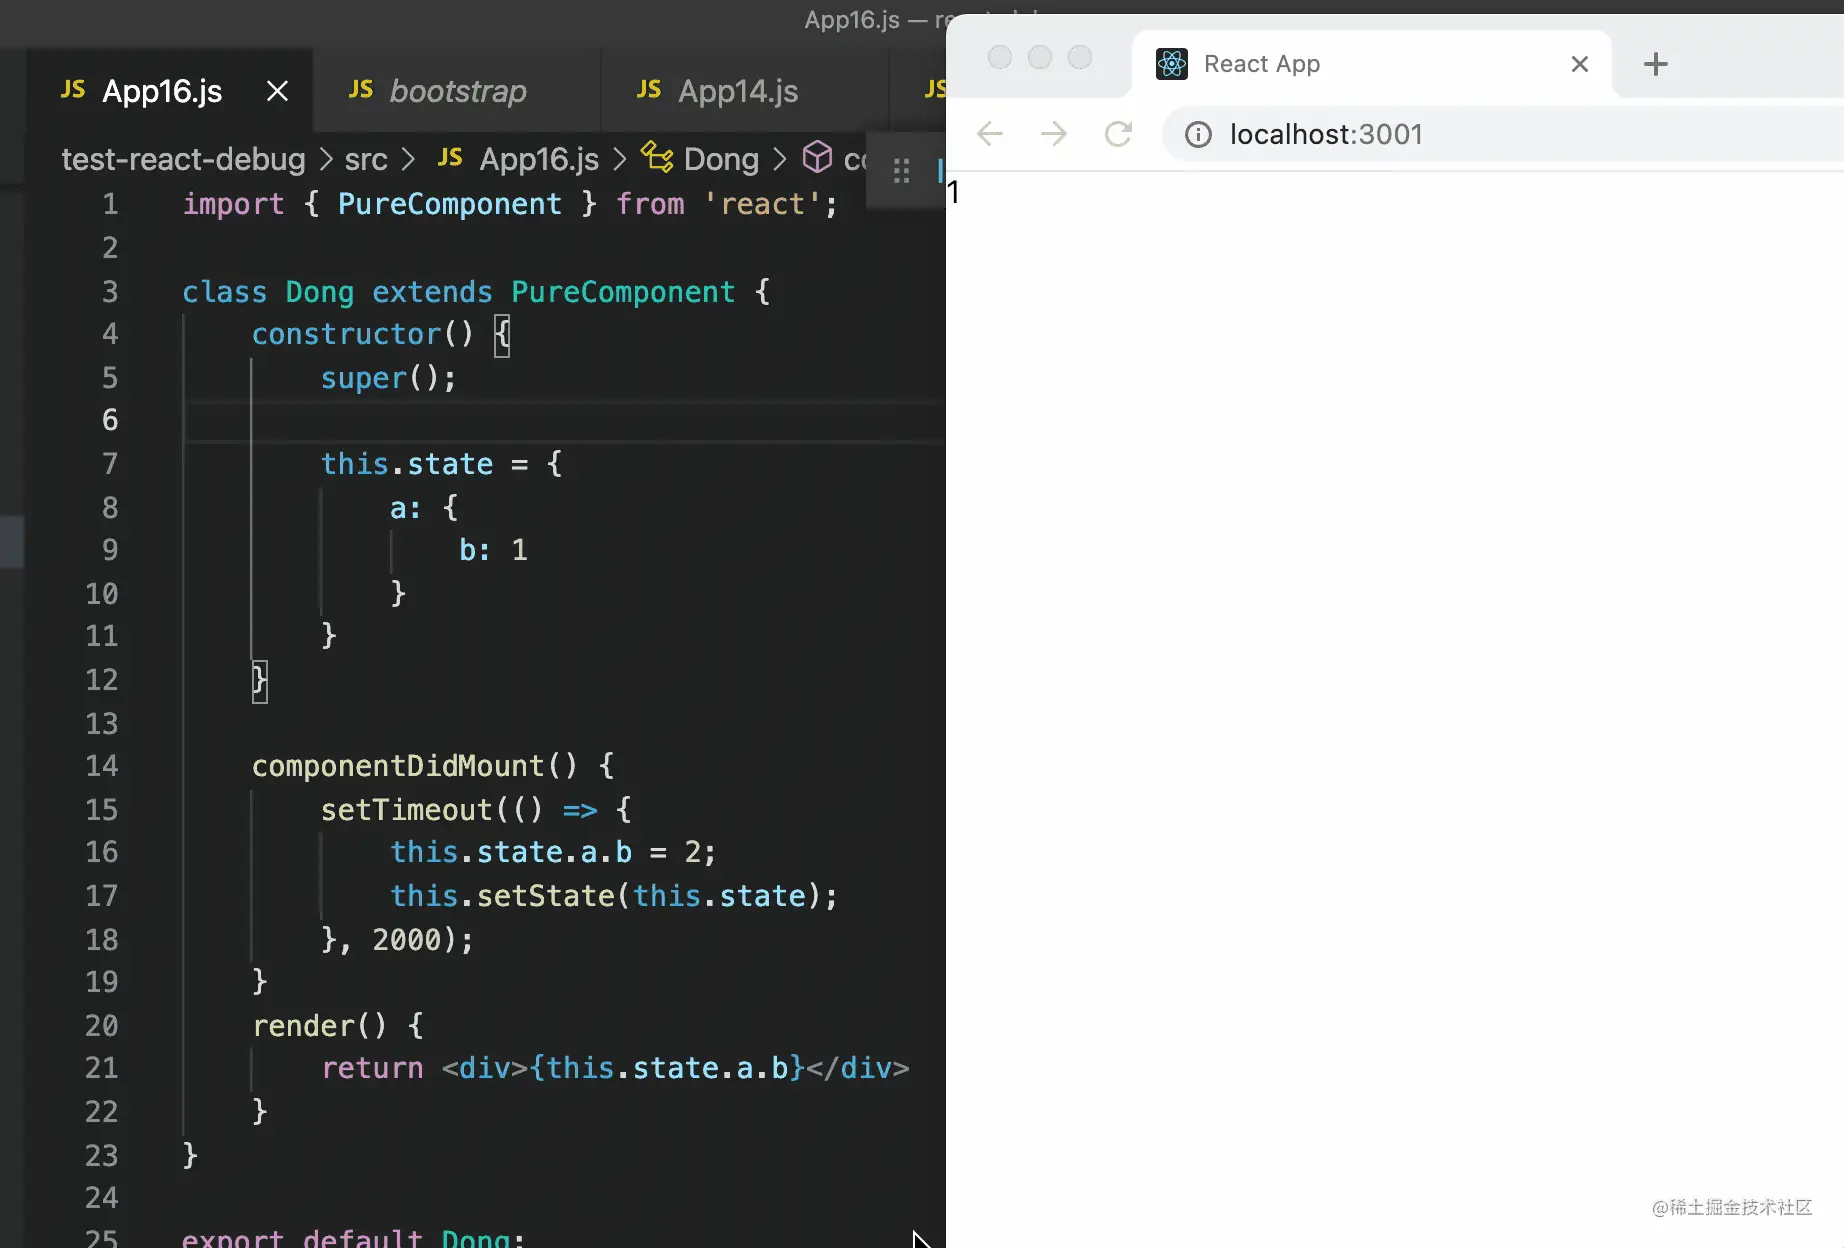 App16.js — re
JS App16.js
JS bootstrap
JS App14.js
JS
test-react-debug > src > JS App16.js > Dong >
1 import { PureComponent } from 'react';
2
3 class Dong extends PureComponent {
4 constructor() {
5 super();
6
7 this.state = {
8 a: {
9 b: 1
10 }
11 }
12 }
13
14 componentDidMount() {
15 setTimeout(() => {
16 this.state.a.b = 2;
17 this.setState(this.state);
18 }, 2000);
19 }
20 render() {
21 return <div>{this.state.a.b}</div>
22 }
23 }
24
25 export default Dong;
React App
localhost:3001
1
@稀土掘金技术社区